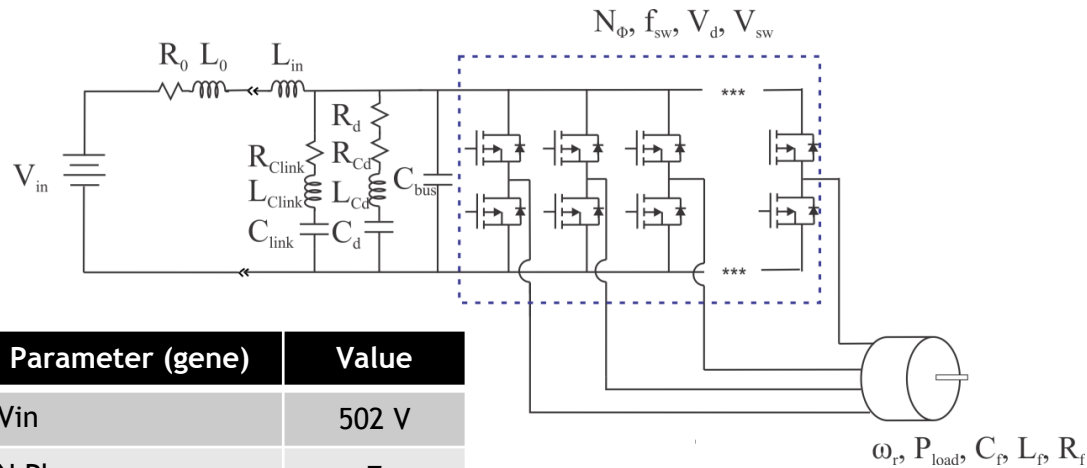 N_Φ, f_sw, V_d, V_sw
R_0 L_0 L_in
R_d
R_Clink R_Cd
V_in L_Clink L_Cd C_bus
C_link C_d
***
***
Parameter (gene) Value
Vin 502 V
ω_r, P_load, C_f, L_f, R_f